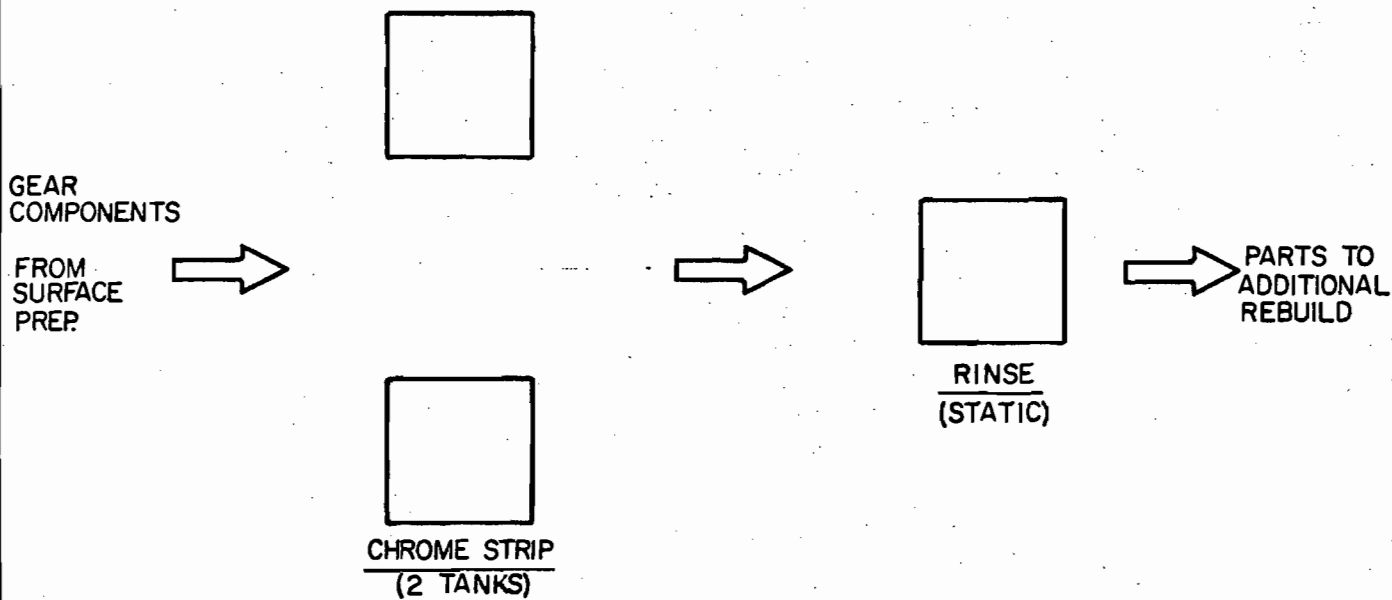 GEAR
COMPONENTS
FROM
SURFACE
PREP.
CHROME STRIP
(2 TANKS)
RINSE
(STATIC)
PARTS TO
ADDITIONAL
REBUILD